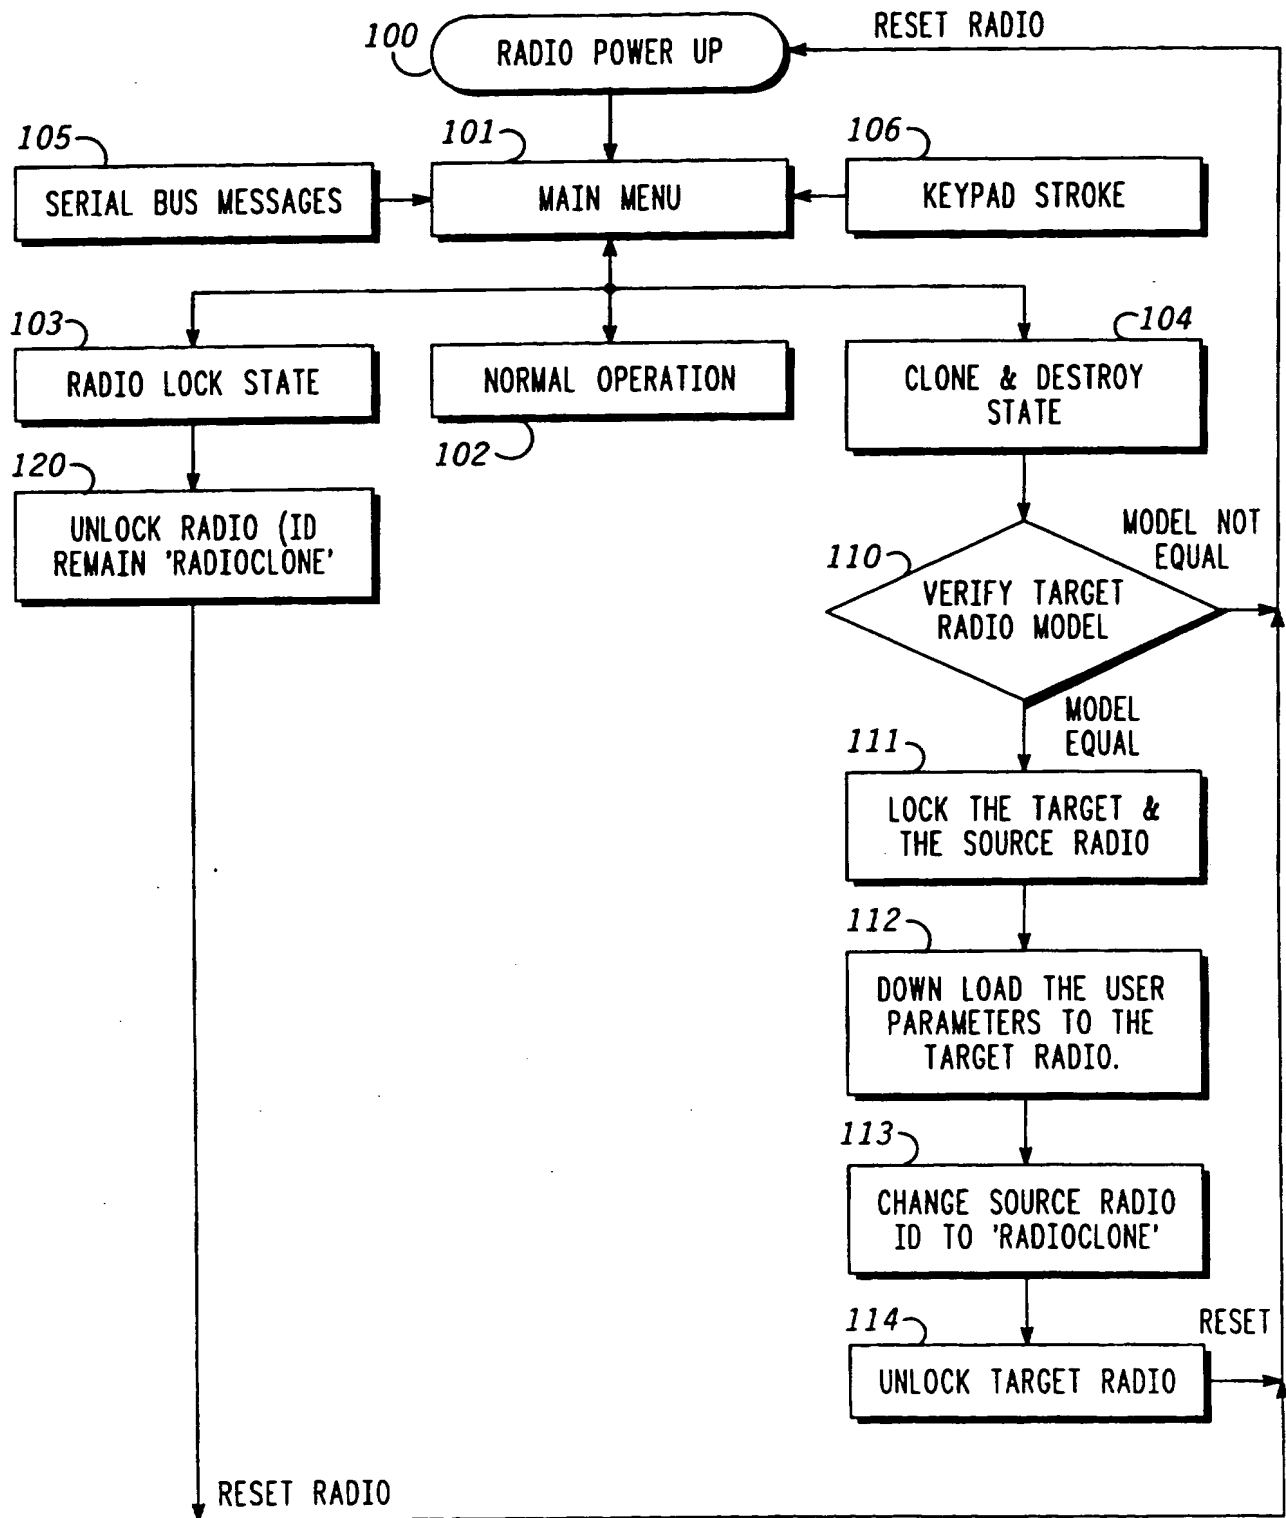 RESET RADIO
100
RADIO POWER UP
105
101
106
SERIAL BUS MESSAGES
MAIN MENU
KEYPAD STROKE
103
104
RADIO LOCK STATE
NORMAL OPERATION
CLONE & DESTROY
STATE
102
120
UNLOCK RADIO (ID
REMAIN 'RADIOCLONE'
MODEL NOT
EQUAL
110
VERIFY TARGET
RADIO MODEL
MODEL
EQUAL
111
LOCK THE TARGET &
THE SOURCE RADIO
112
DOWN LOAD THE USER
PARAMETERS TO THE
TARGET RADIO.
113
CHANGE SOURCE RADIO
ID TO 'RADIOCLONE'
114
RESET
UNLOCK TARGET RADIO
RESET RADIO